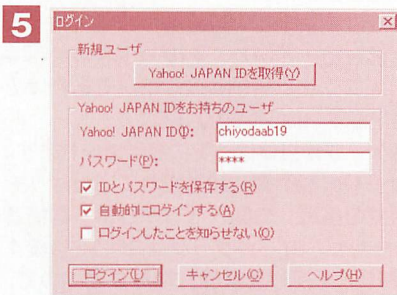 5
ログイン
新規ユーザ
Yahoo! JAPAN IDを取得(Y)
Yahoo! JAPAN IDをお持ちのユーザ
Yahoo! JAPAN ID(I): chiyodaab19
パスワード(P): ****
IDとパスワードを保存する(R)
自動的にログインする(A)
ログインしたことを知らせない(O)
ログイン(L) キャンセル(C) ヘルプ(H)